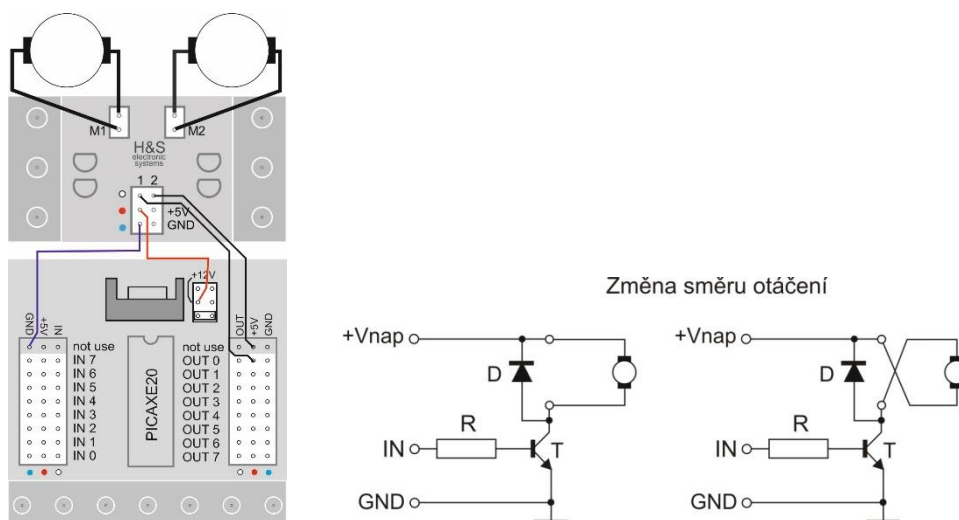 M1
M2
H&S
electronic
systems
1 2
+5V
GND
+12V
GND
+5V
IN
OUT
+5V
GND
not use
IN 7
IN 6
IN 5
IN 4
IN 3
IN 2
IN 1
IN 0
PICAXE20
not use
OUT 0
OUT 1
OUT 2
OUT 3
OUT 4
OUT 5
OUT 6
OUT 7
Změna směru otáčení
+Vnap
D
R
IN
T
GND
+Vnap
D
R
IN
T
GND